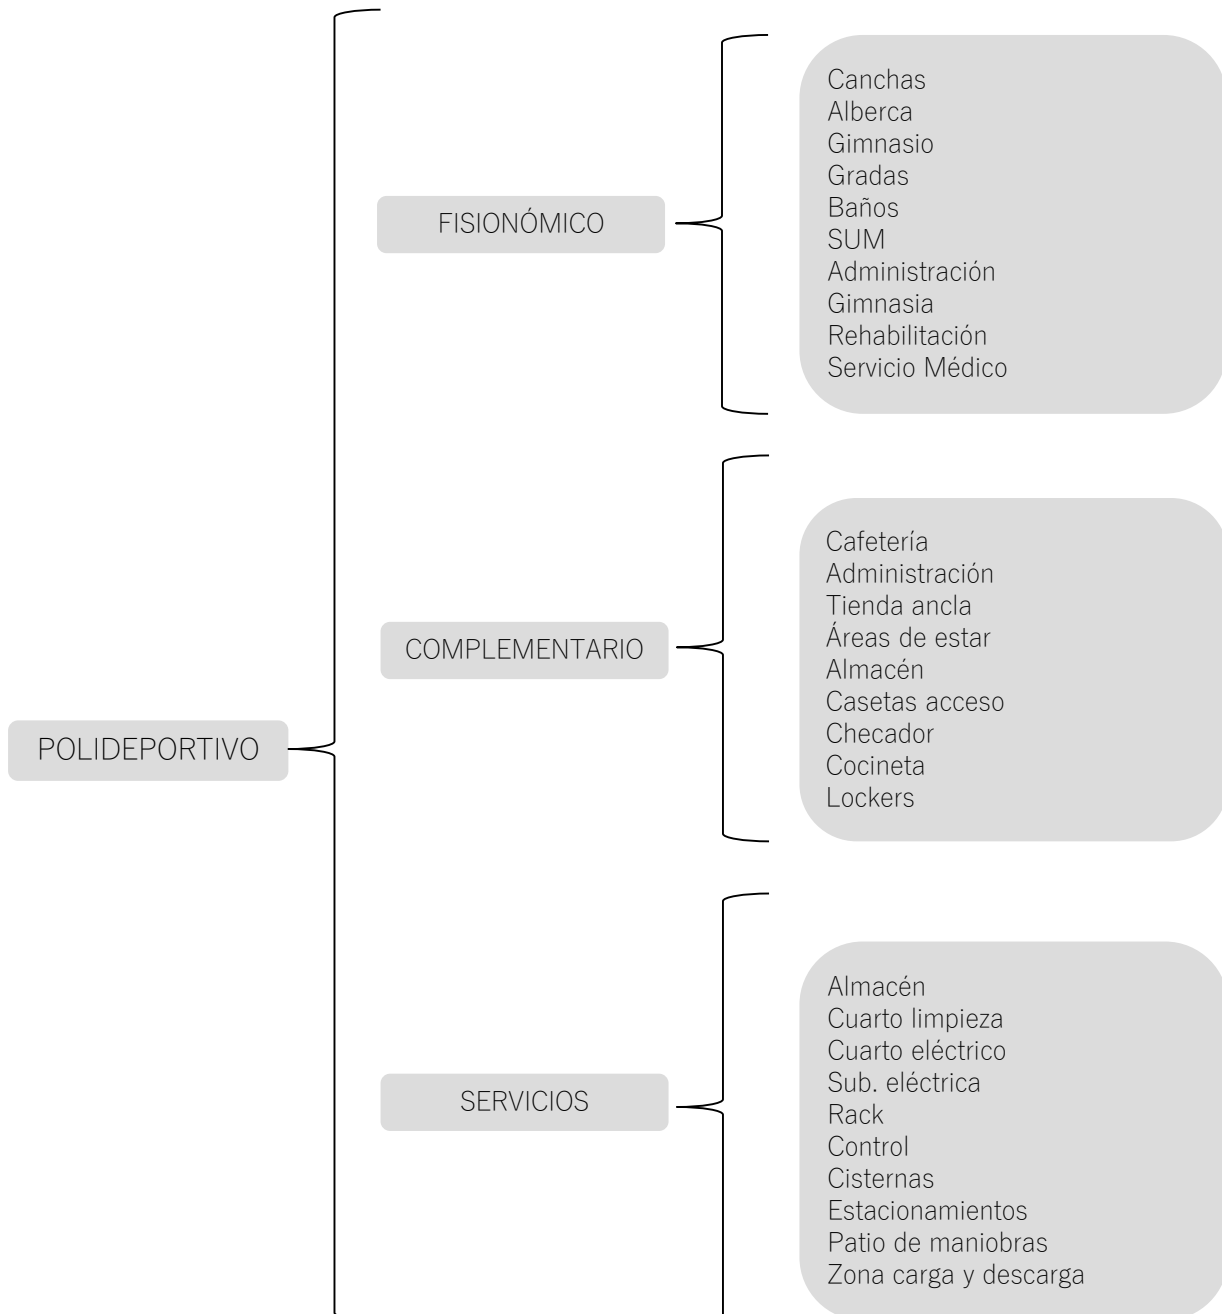 POLIDEPORTIVO
FISIONÓMICO
Canchas
Alberca
Gimnasio
Gradas
Baños
SUM
Administración
Gimnasia
Rehabilitación
Servicio Médico
COMPLEMENTARIO
Cafetería
Administración
Tienda ancla
Áreas de estar
Almacén
Casetas acceso
Checador
Cocineta
Lockers
SERVICIOS
Almacén
Cuarto limpieza
Cuarto eléctrico
Sub. eléctrica
Rack
Control
Cisternas
Estacionamientos
Patio de maniobras
Zona carga y descarga